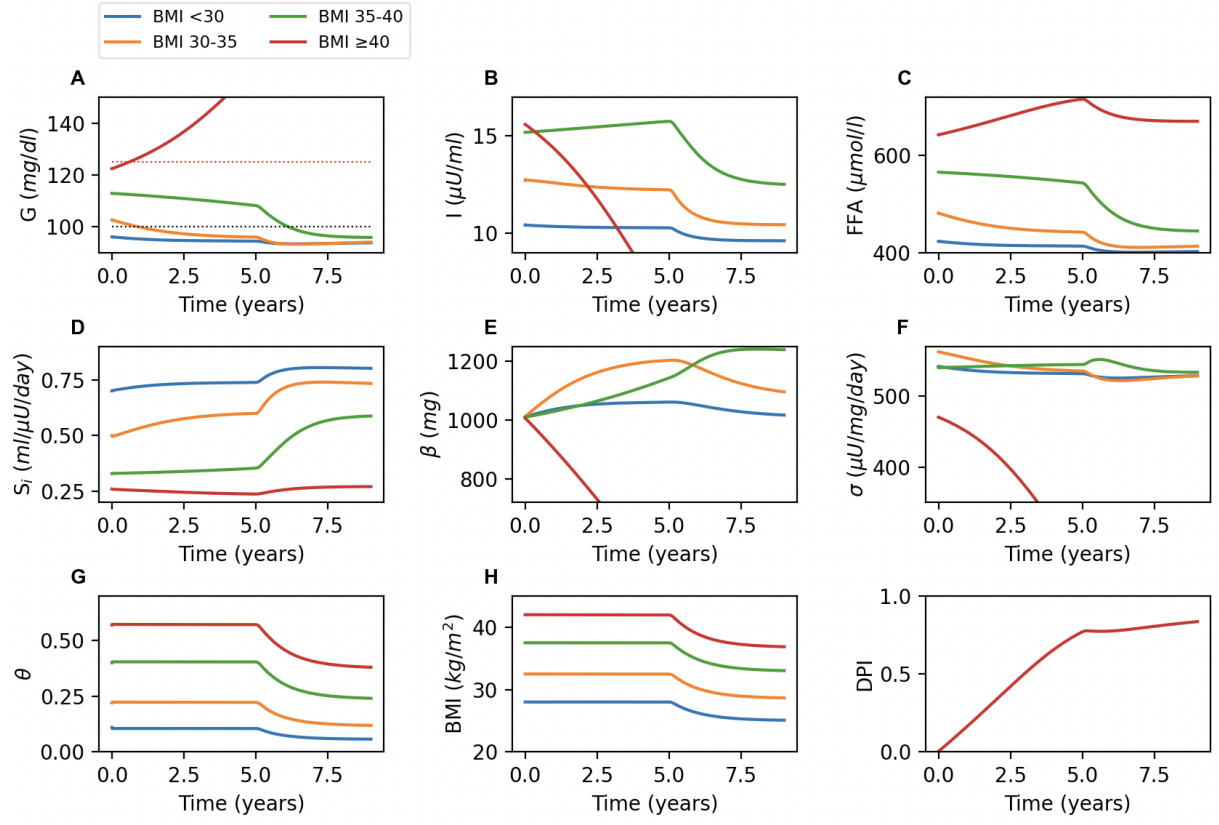 BMI <30
BMI 35-40
BMI 30-35
BMI ≥40
A
G (mg/dl)
140
120
100
0.0 2.5 5.0 7.5
Time (years)
B
I (μU/ml)
15
10
0.0 2.5 5.0 7.5
Time (years)
C
FFA (μmol/l)
600
400
0.0 2.5 5.0 7.5
Time (years)
D
Si (ml/μU/day)
0.75
0.50
0.25
0.0 2.5 5.0 7.5
Time (years)
E
β (mg)
1200
1000
800
0.0 2.5 5.0 7.5
Time (years)
F
σ (μU/mg/day)
500
400
0.0 2.5 5.0 7.5
Time (years)
G
θ
0.50
0.25
0.00
0.0 2.5 5.0 7.5
Time (years)
H
BMI (kg/m²)
40
30
20
0.0 2.5 5.0 7.5
Time (years)
DPI
1.0
0.5
0.0
0.0 2.5 5.0 7.5
Time (years)